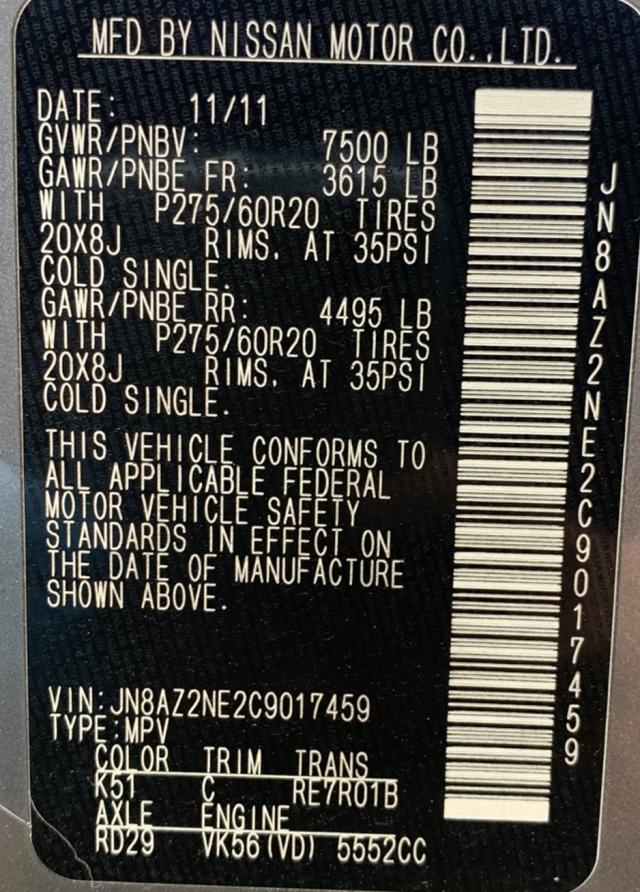 MFD BY NISSAN MOTOR CO.,LTD.
DATE: 11/11
GVWR/PNBV: 7500 LB
GAWR/PNBE FR: 3615 LB
WITH P275/60R20 TIRES
20X8J RIMS, AT 35PSI
COLD SINGLE.
GAWR/PNBE RR: 4495 LB
WITH P275/60R20 TIRES
20X8J RIMS, AT 35PSI
COLD SINGLE.
THIS VEHICLE CONFORMS TO
ALL APPLICABLE FEDERAL
MOTOR VEHICLE SAFETY
STANDARDS IN EFFECT ON
THE DATE OF MANUFACTURE
SHOWN ABOVE.
VIN:JN8AZ2NE2C9017459
TYPE:MPV
COLOR TRIM TRANS
K51 C RE7R01B
AXLE ENGINE
RD29 VK56(VD) 5552CC
JN8AZ2NE2C9017459